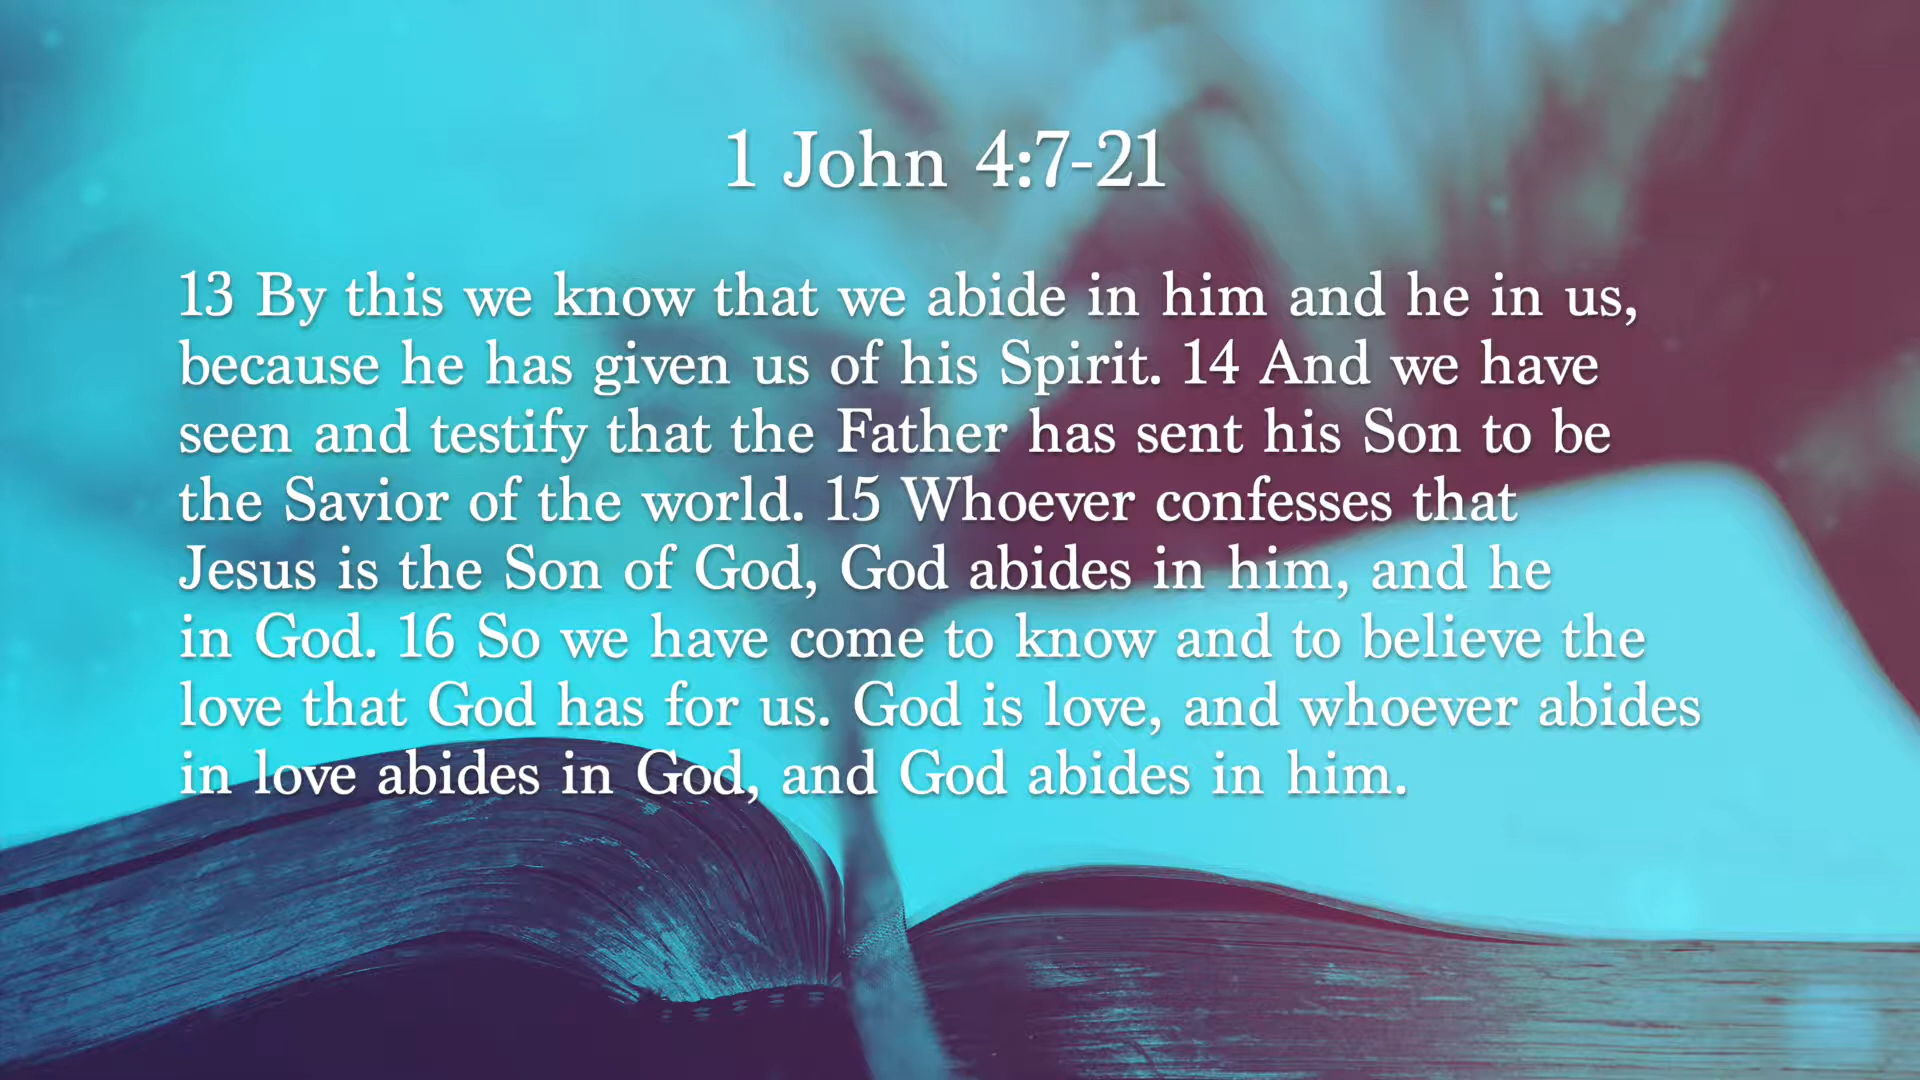 1 John 4:7-21
13 By this we know that we abide in him and he in us,
because he has given us of his Spirit. 14 And we have
seen and testify that the Father has sent his Son to be
the Savior of the world. 15 Whoever confesses that
Jesus is the Son of God, God abides in him, and he
in God. 16 So we have come to know and to believe the
love that God has for us. God is love, and whoever abides
in love abides in God, and God abides in him.